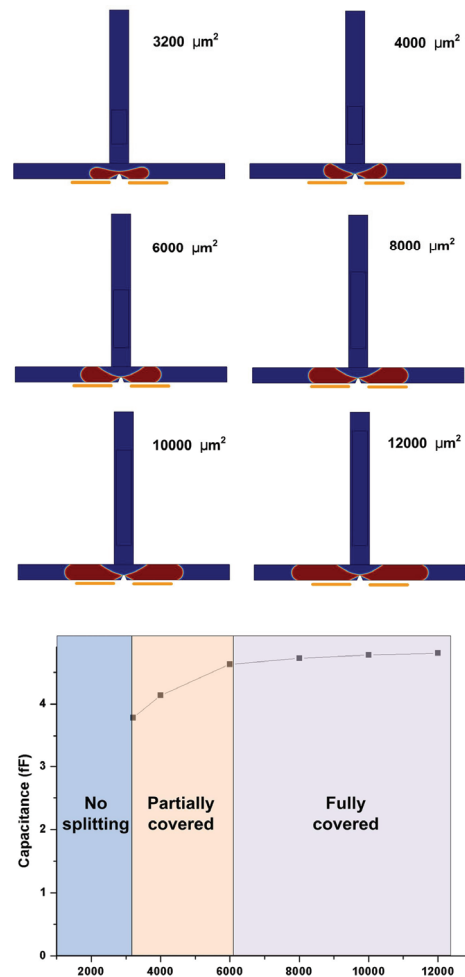 3200 μm²
4000 μm²
6000 μm²
8000 μm²
10000 μm²
12000 μm²
Capacitance (fF)
4
3
2
1
0
No splitting
Partially covered
Fully covered
2000 4000 6000 8000 10000 12000